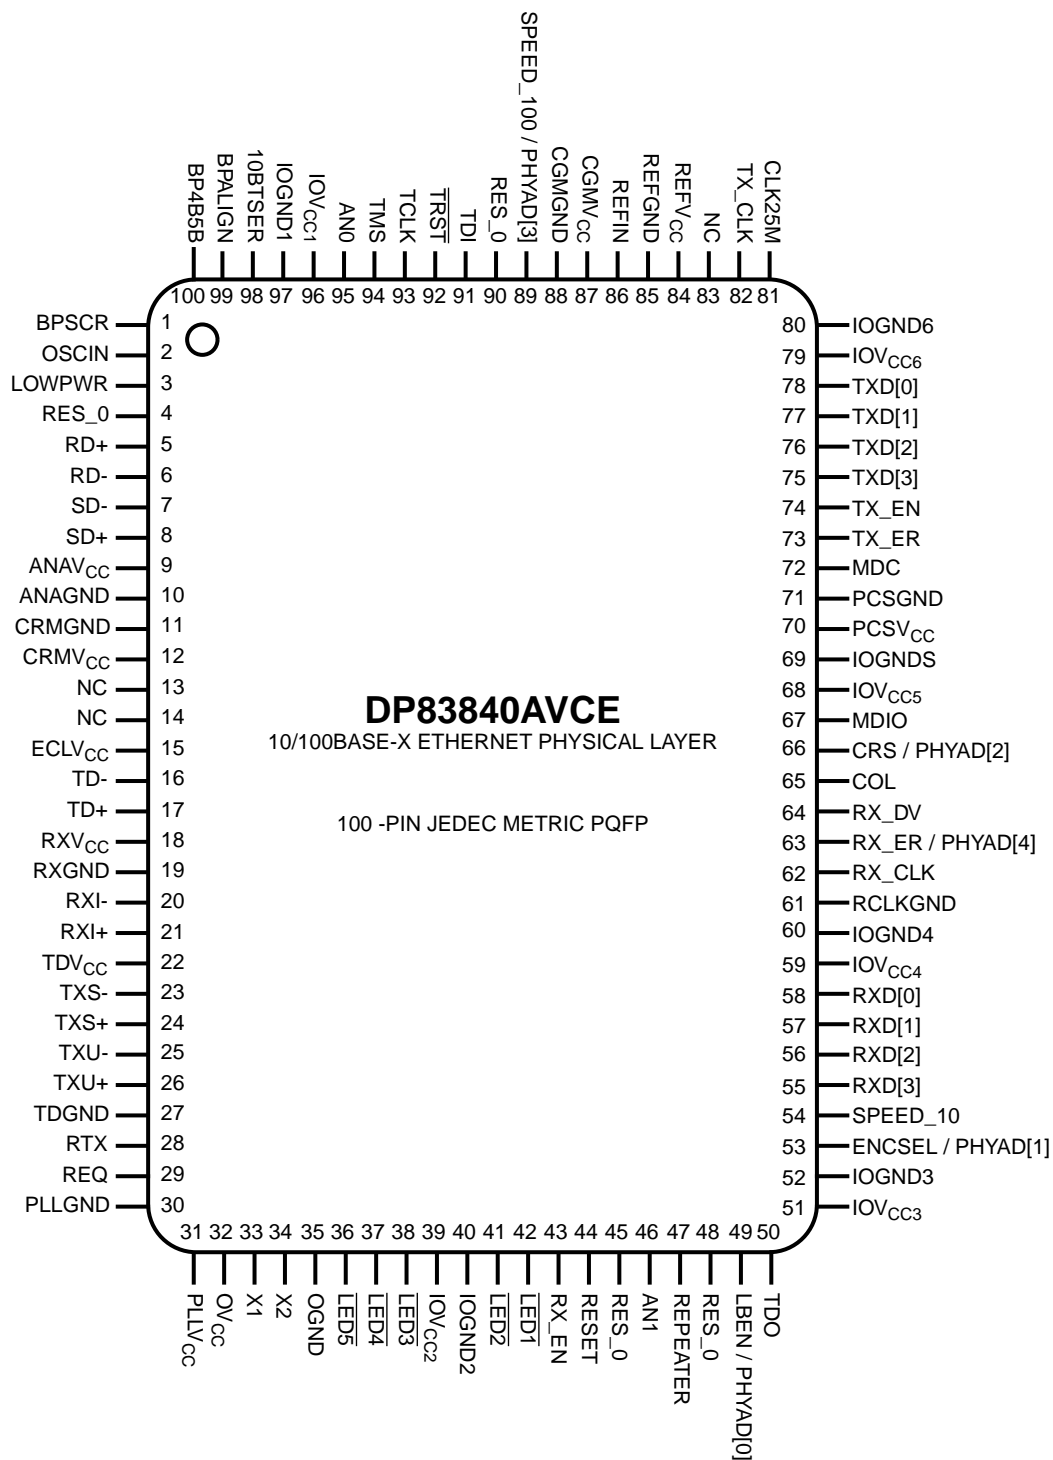 BP4B5B
BPALIGN
10BTSER
IOGND1
IOVCC1
AN0
TMS
TCLK
TRST
TDI
RES_0
SPEED_100 / PHYAD[3]
CGMGND
CGMVCC
REFIN
REFGND
REFVCC
NC
TX_CLK
CLK25M
100 99 98 97 96 95 94 93 92 91 90 89 88 87 86 85 84 83 82 81
BPSCR 1
OSCIN 2
LOWPWR 3
RES_0 4
RD+ 5
RD- 6
SD- 7
SD+ 8
ANAVCC 9
ANAGND 10
CRMGND 11
CRMVCC 12
NC 13
NC 14
ECLVCC 15
TD- 16
TD+ 17
RXVCC 18
RXGND 19
RXI- 20
RXI+ 21
TDVCC 22
TXS- 23
TXS+ 24
TXU- 25
TXU+ 26
TDGND 27
RTX 28
REQ 29
PLLGND 30
DP83840AVCE
10/100BASE-X ETHERNET PHYSICAL LAYER
100 -PIN JEDEC METRIC PQFP
80 IOGND6
79 IOVCC6
78 TXD[0]
77 TXD[1]
76 TXD[2]
75 TXD[3]
74 TX_EN
73 TX_ER
72 MDC
71 PCSGND
70 PCSVCC
69 IOGNDS
68 IOVCC5
67 MDIO
66 CRS / PHYAD[2]
65 COL
64 RX_DV
63 RX_ER / PHYAD[4]
62 RX_CLK
61 RCLKGND
60 IOGND4
59 IOVCC4
58 RXD[0]
57 RXD[1]
56 RXD[2]
55 RXD[3]
54 SPEED_10
53 ENCSEL / PHYAD[1]
52 IOGND3
51 IOVCC3
31 32 33 34 35 36 37 38 39 40 41 42 43 44 45 46 47 48 49 50
PLLVCC
OVCC
X1
X2
OGND
LED5
LED4
LED3
IOVCC2
IOGND2
LED2
LED1
RX_EN
RESET
RES_0
AN1
REPEATER
RES_0
LBEN / PHYAD[0]
TDO